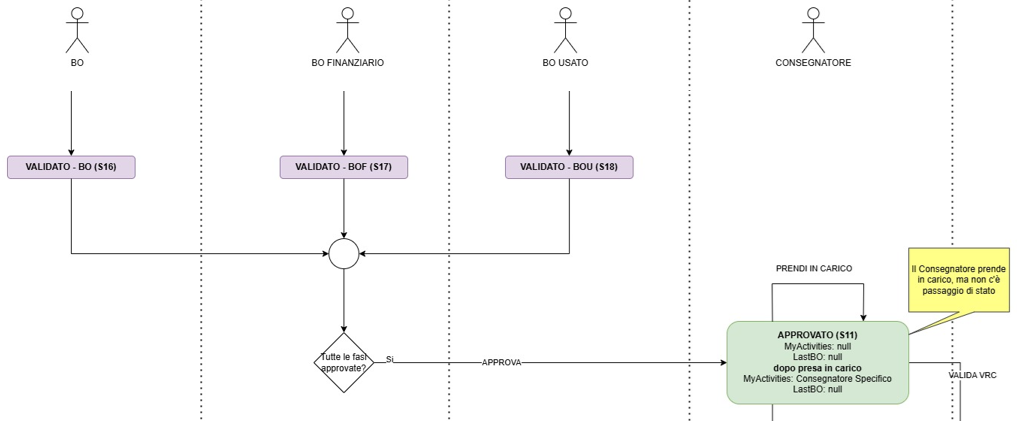 BO
BO FINANZIARIO
BO USATO
CONSEGNATORE
VALIDATO - BO (S16)
VALIDATO - BOF (S17)
VALIDATO - BOU (S18)
PRENDI IN CARICO
Il Consegnatore prende
in carico, ma non c'è
passaggio di stato
Tutte le fasi
approvate?
Si
APPROVA
APPROVATO (S11)
MyActivities: null
LastBO: null
dopo presa in carico
MyActivities: Consegnatore Specifico
LastBO: null
VALIDA VRC